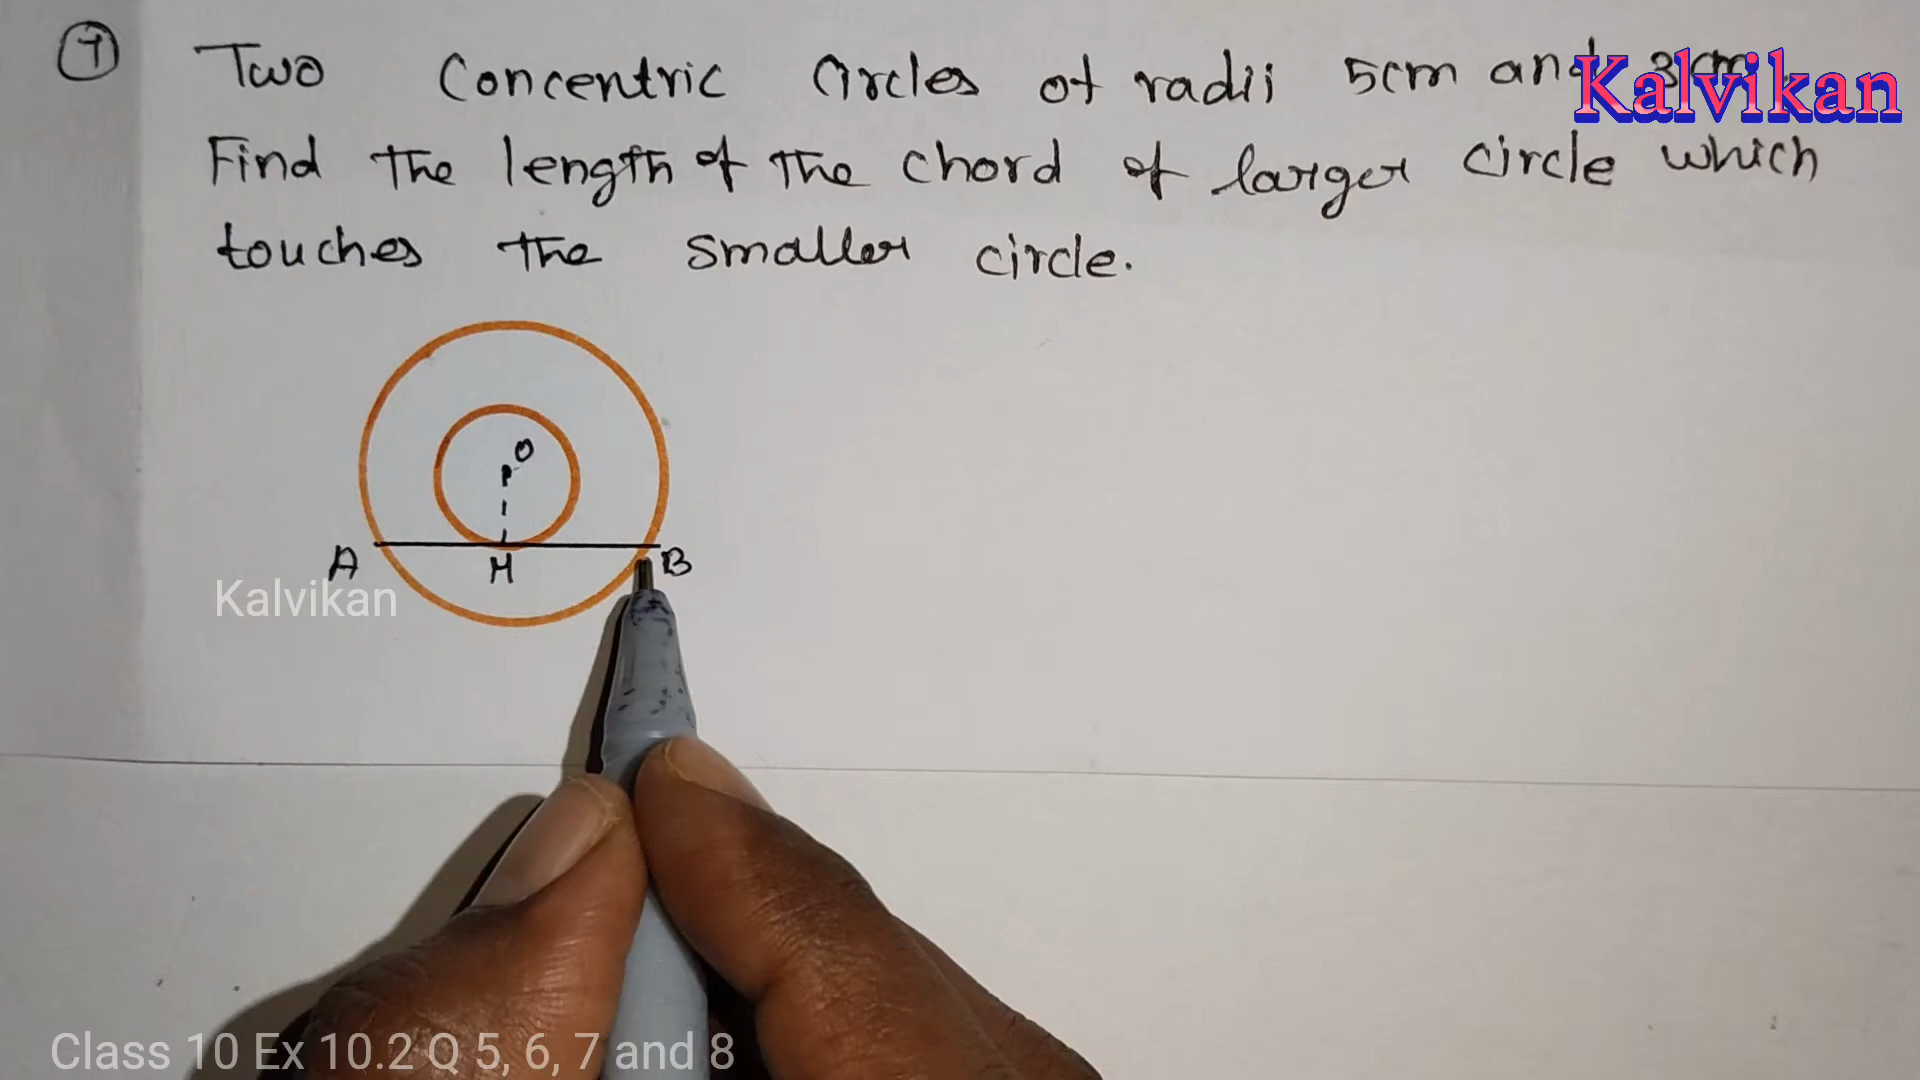 7
Two Concentric Circles of radii 5cm and 3cm.
Kalvikan
Find the length of the chord of larger circle which
touches the smaller circle.
O
A M B
Kalvikan
Class 10 Ex 10.2 Q 5, 6, 7 and 8